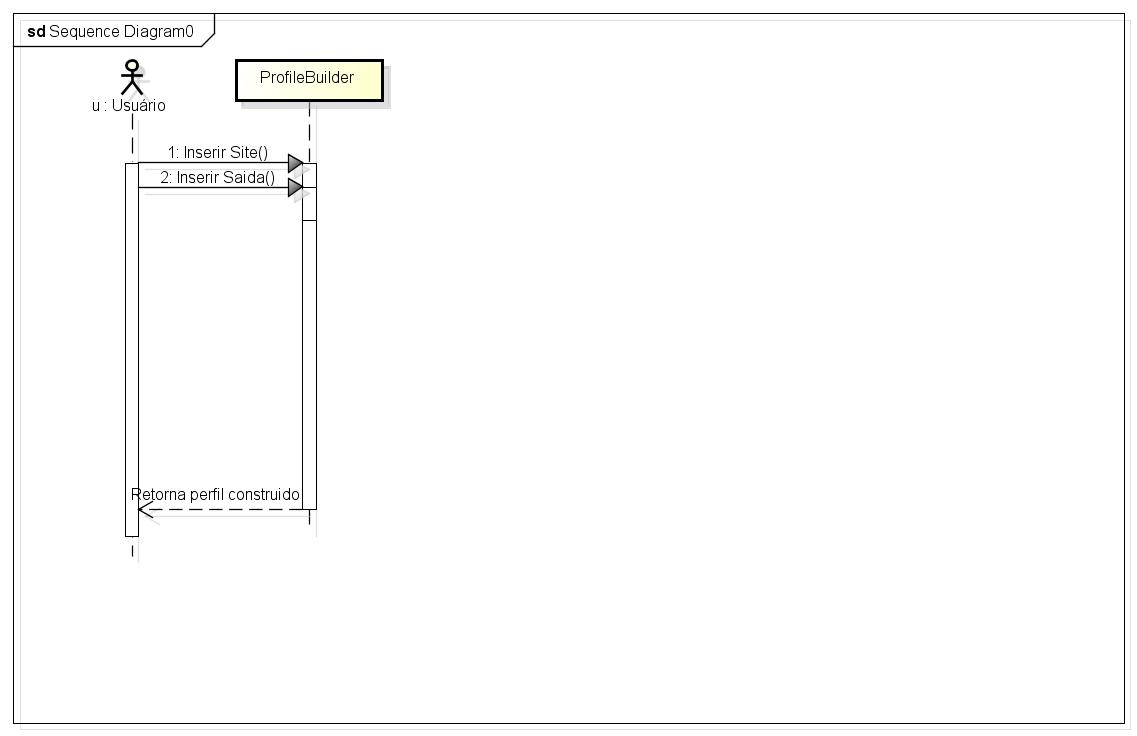 sd Sequence Diagram0
u : Usuário
ProfileBuilder
1: Inserir Site()
2: Inserir Saida()
Retorna perfil construido